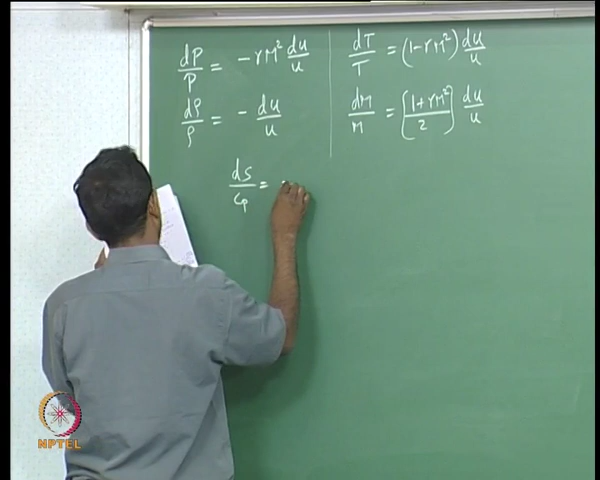 dP/P = - γM² du/u
dρ/ρ = - du/u
dT/T = (1-γM²) du/u
dM/M = [(1+γM²)/2] du/u
ds/Cp =
NPTEL